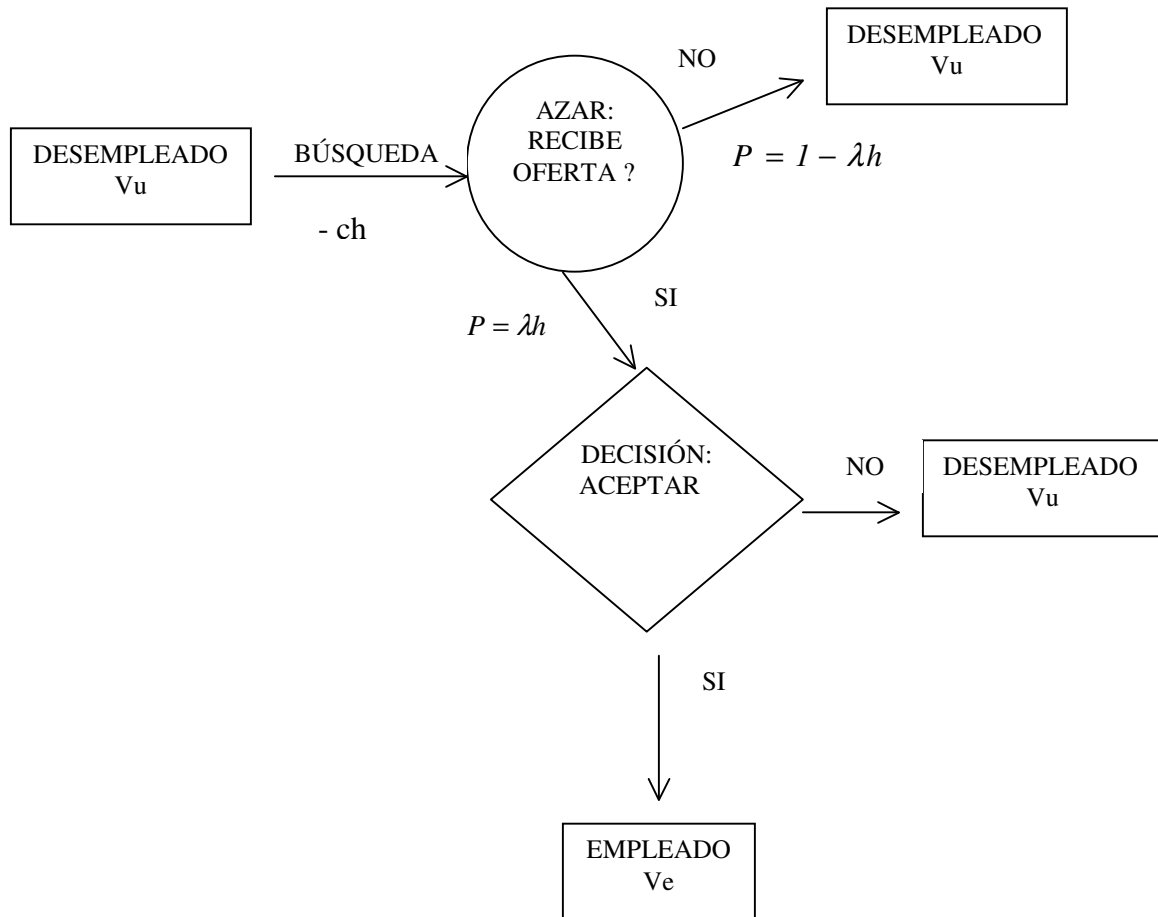 DESEMPLEADO
Vu
BÚSQUEDA
- ch
AZAR:
RECIBE
OFERTA ?
NO
P = 1 – λh
DESEMPLEADO
Vu
SI
P = λh
DECISIÓN:
ACEPTAR
NO
DESEMPLEADO
Vu
SI
EMPLEADO
Ve